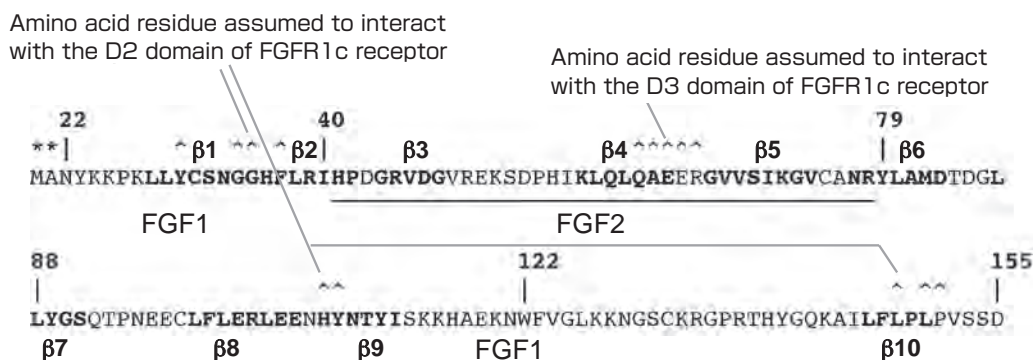 Amino acid residue assumed to interact
with the D2 domain of FGFR1c receptor
Amino acid residue assumed to interact
with the D3 domain of FGFR1c receptor
22 40 79
**| ^ β1 ^^ ^ β2 | β3 β4 ^^^^^ β5 | β6
MANYKKPKLLYCSNGGHFLRIHPDGRVDGVREKSDPHIKLQLQAEERGVVSIKGVCANRYLAMDTDGL
FGF1 FGF2
88 122 155
| ^^ | ^ ^^ |
LYGSQTPNEECLFLERLEENHYNTYISKKHAEKNWFVGLKKNGSCKRGPRTHYGQKAILFLPLPVSSD
β7 β8 β9 FGF1 β10